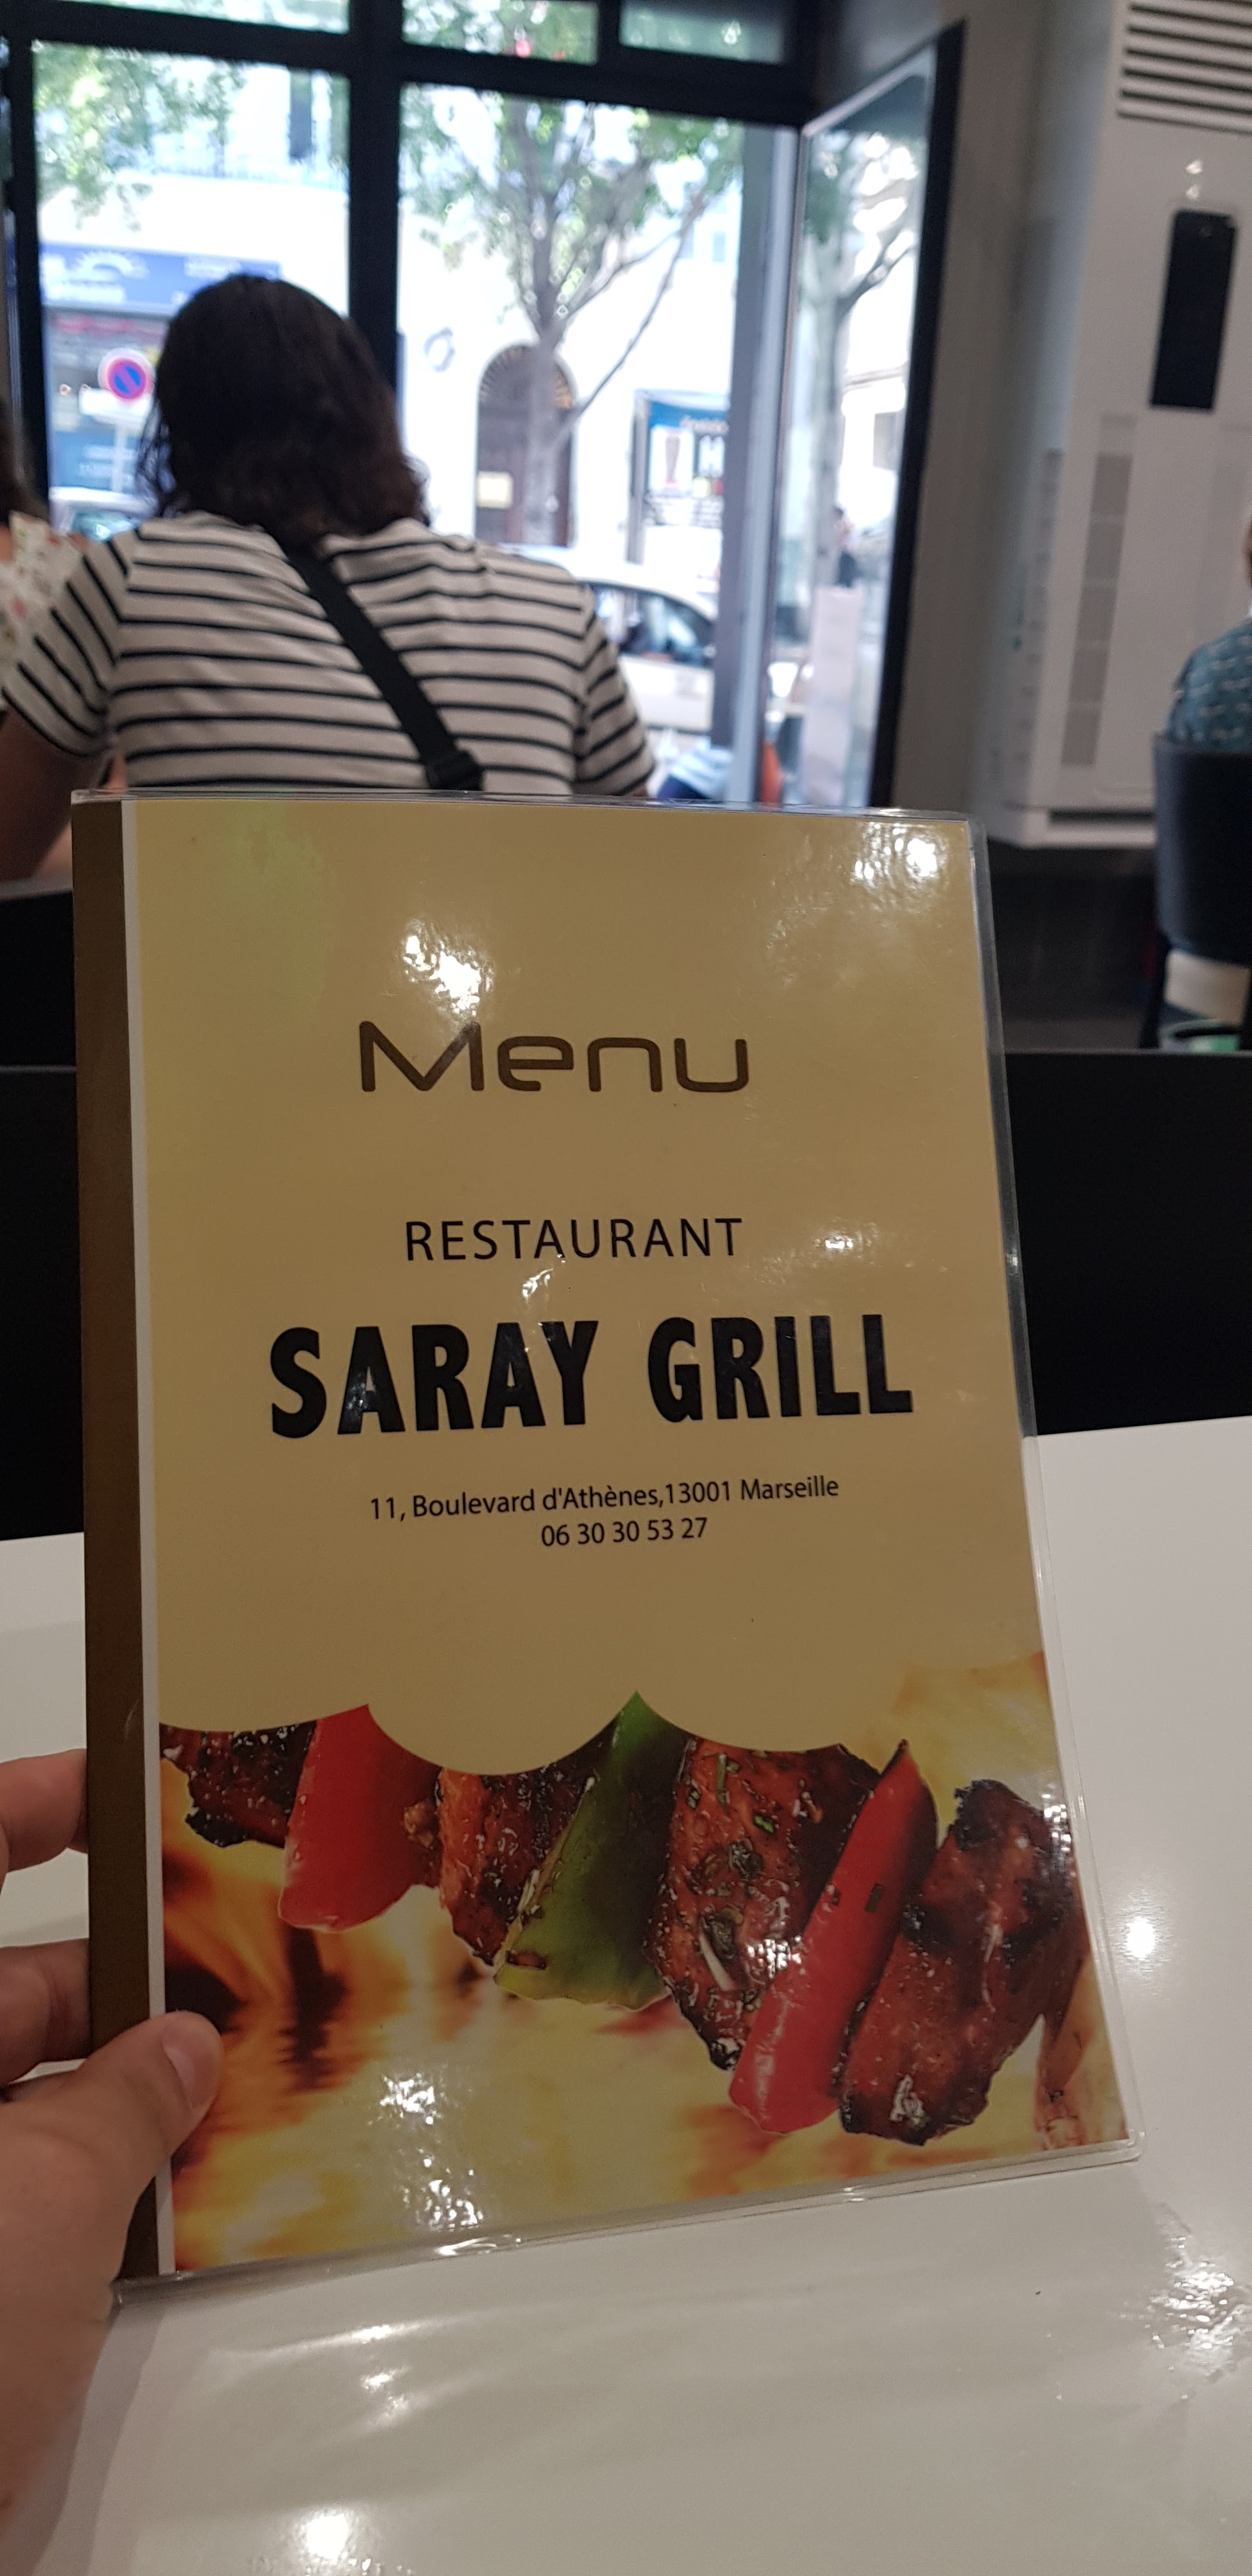 Menu
RESTAURANT
SARAY GRILL
11, Boulevard d'Athènes,13001 Marseille
06 30 30 53 27